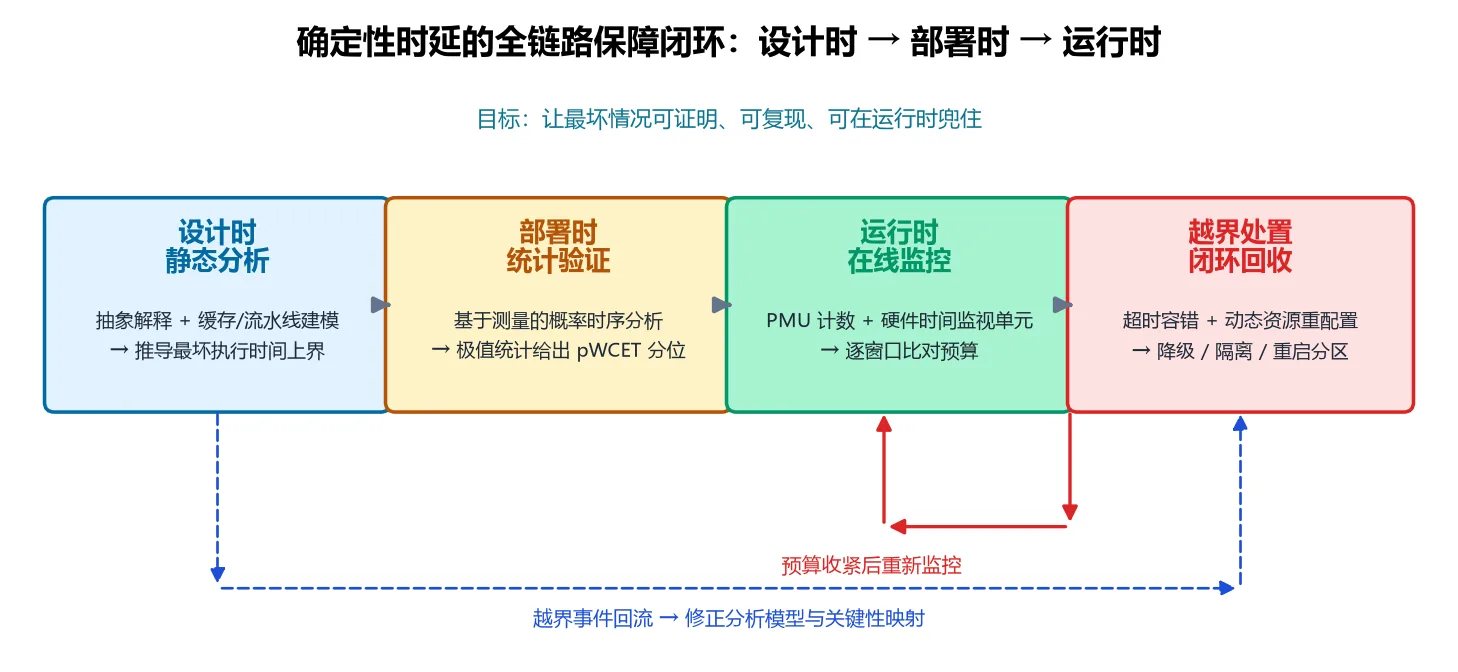 确定性时延的全链路保障闭环：设计时 → 部署时 → 运行时
目标：让最坏情况可证明、可复现、可在运行时兜住
设计时
静态分析
抽象解释 + 缓存/流水线建模
→ 推导最坏执行时间上界
部署时
统计验证
基于测量的概率时序分析
→ 极值统计给出 pWCET 分位
运行时
在线监控
PMU 计数 + 硬件时间监视单元
→ 逐窗口比对预算
越界处置
闭环回收
超时容错 + 动态资源重配置
→ 降级 / 隔离 / 重启分区
预算收紧后重新监控
越界事件回流 → 修正分析模型与关键性映射